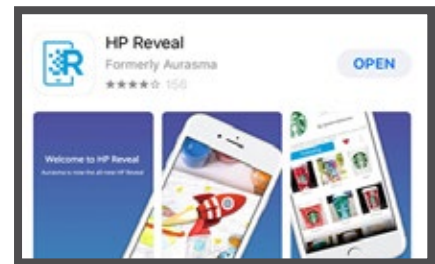 HP Reveal
Formerly Aurasma
OPEN
156
R
Welcome to HP Reveal
Aurasma is now the all-new HP Reveal